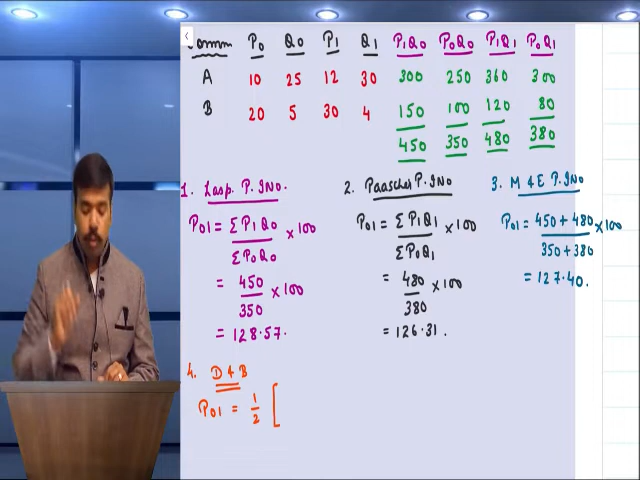 Comm P0 Q0 P1 Q1 P1Q0 P0Q0 P1Q1 P0Q1
A 10 25 12 30 300 250 360 300
B 20 5 30 4 150 100 120 80
450 350 480 380
1. Lasp. P. INo.
P01 = ΣP1Q0 / ΣP0Q0 × 100
= 450 / 350 × 100
= 128.57.
2. Paasches P. INo
P01 = ΣP1Q1 / ΣP0Q1 × 100
= 480 / 380 × 100
= 126.31.
3. M & E P. INo
P01 = 450 + 480 / 350 + 380 × 100
= 127.40.
4. D & B
P01 = 1/2 [